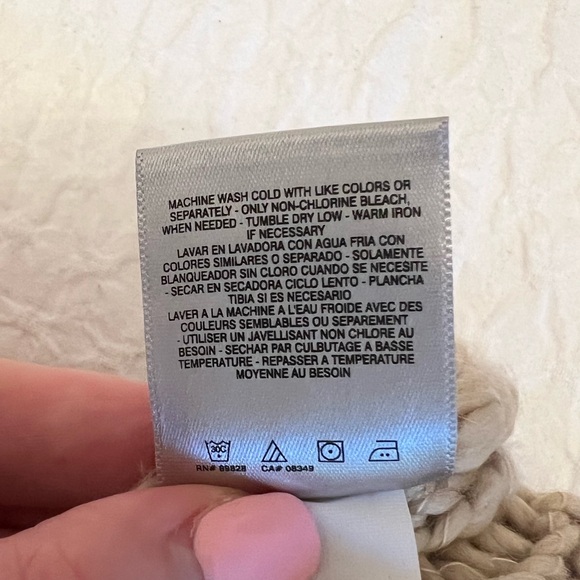 MACHINE WASH COLD WITH LIKE COLORS OR
SEPARATELY - ONLY NON-CHLORINE BLEACH,
WHEN NEEDED - TUMBLE DRY LOW - WARM IRON
IF NECESSARY
LAVAR EN LAVADORA CON AGUA FRIA CON
COLORES SIMILARES O SEPARADO - SOLAMENTE
BLANQUEADOR SIN CLORO CUANDO SE NECESITE
- SECAR EN SECADORA CICLO LENTO - PLANCHA
TIBIA SI ES NECESARIO
LAVER A LA MACHINE A L'EAU FROIDE AVEC DES
COULEURS SEMBLABLES OU SEPAREMENT
- UTILISER UN JAVELLISANT NON CHLORE AU
BESOIN - SECHAR PAR CULBUTAGE A BASSE
TEMPERATURE - REPASSER A TEMPERATURE
MOYENNE AU BESOIN
30C
RN# 89828 CA# 08349